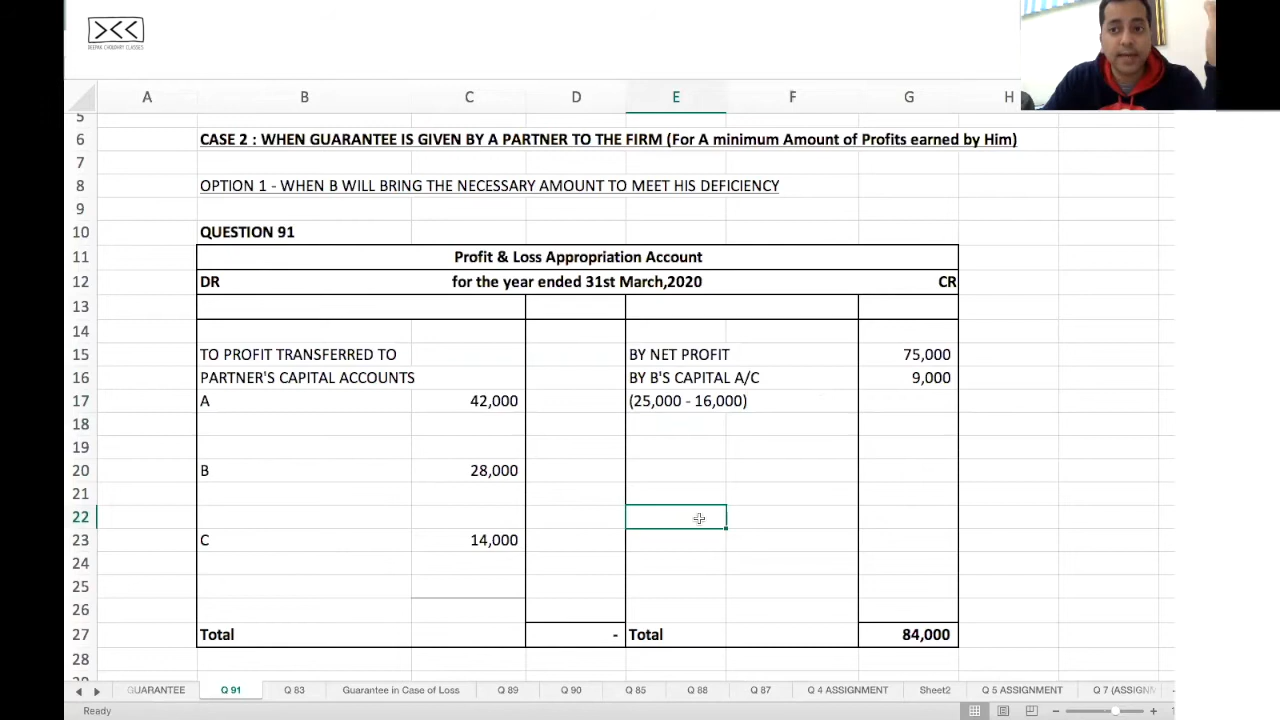 DEEPAK CHOUDHRY CLASSES
A B C D E F G H
5
6 CASE 2 : WHEN GUARANTEE IS GIVEN BY A PARTNER TO THE FIRM (For A minimum Amount of Profits earned by Him)
7
8 OPTION 1 - WHEN B WILL BRING THE NECESSARY AMOUNT TO MEET HIS DEFICIENCY
9
10 QUESTION 91
11 Profit & Loss Appropriation Account
12 DR for the year ended 31st March,2020 CR
13
14
15 TO PROFIT TRANSFERRED TO BY NET PROFIT 75,000
16 PARTNER'S CAPITAL ACCOUNTS BY B'S CAPITAL A/C 9,000
17 A 42,000 (25,000 - 16,000)
18
19
20 B 28,000
21
22
23 C 14,000
24
25
26
27 Total - Total 84,000
28
GUARANTEE Q 91 Q 83 Guarantee in Case of Loss Q 89 Q 90 Q 85 Q 88 Q 87 Q 4 ASSIGNMENT Sheet2 Q 5 ASSIGNMENT Q 7 (ASSIGNM
Ready